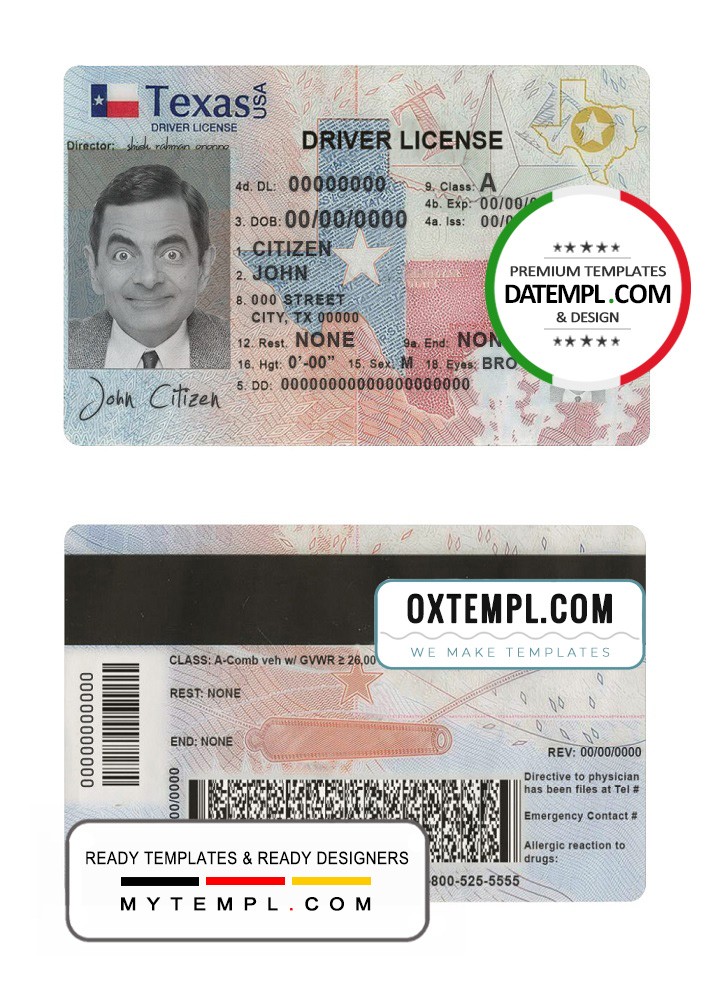 Texas USA
DRIVER LICENSE
DRIVER LICENSE
Director:
4d. DL: 00000000
9. Class: A
4b. Exp: 00/00/0
3. DOB: 00/00/0000
4a. Iss: 00/0
1. CITIZEN
2. JOHN
8. 000 STREET
CITY, TX 00000
12. Rest. NONE
9a. End: NON
16. Hgt: 0'-00" 15. Sex: M 18. Eyes: BRO
5. DD: 00000000000000000000
John Citizen
★★★★★
PREMIUM TEMPLATES
DATEMPL.COM
& DESIGN
★★★★★
OXTEMPL.COM
WE MAKE TEMPLATES
CLASS: A-Comb veh w/ GVWR ≥ 26,00
REST: NONE
END: NONE
00000000000
REV: 00/00/0000
00/0000
Directive to physician
has been files at Tel #
Emergency Contact #
Allergic reaction to
drugs:
-800-525-5555
READY TEMPLATES & READY DESIGNERS
MYTEMPL.COM